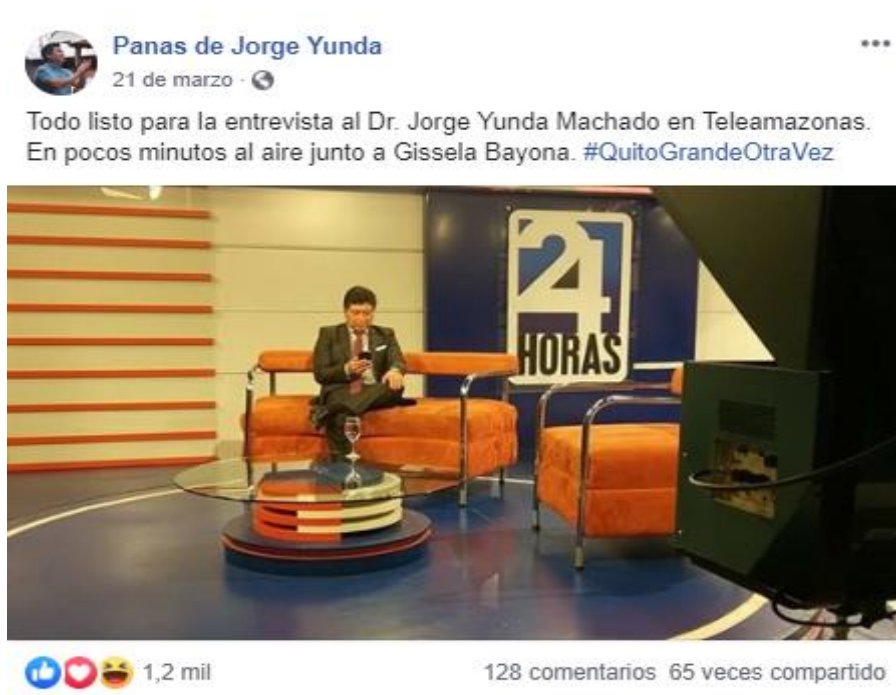 Panas de Jorge Yunda
21 de marzo
Todo listo para la entrevista al Dr. Jorge Yunda Machado en Teleamazonas.
En pocos minutos al aire junto a Gissela Bayona. #QuitoGrandeOtraVez
24
HORAS
1,2 mil
128 comentarios 65 veces compartido